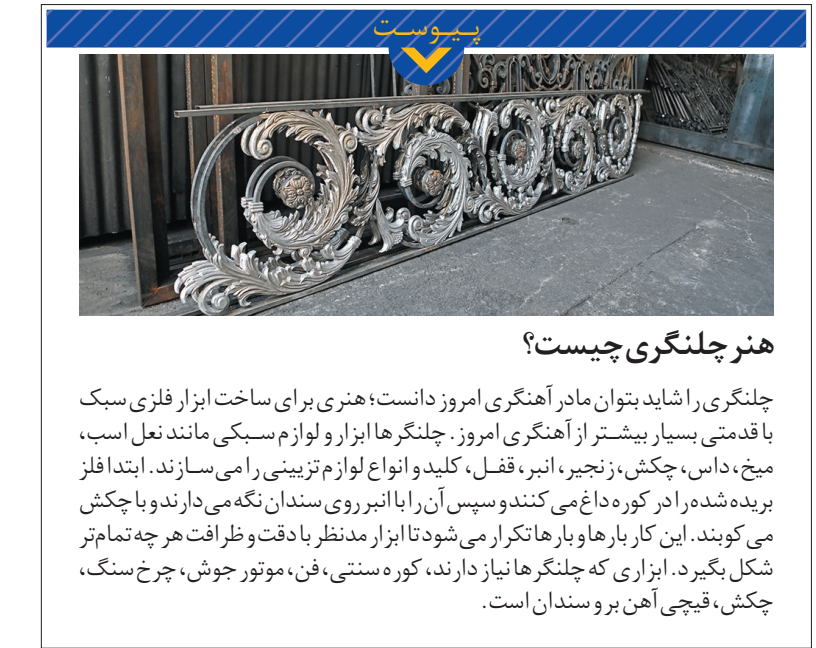 پیوست
هنر چلنگری چیست؟
چلنگری را شاید بتوان مادر آهنگری امروز دانست؛ هنری برای ساخت ابزار فلزی سبک
با قدمتی بسیار بیشتر از آهنگری امروز. چلنگرها ابزار و لوازم سبکی مانند نعل اسب،
میخ، داس، چکش، زنجیر، انبر، قفل، کلید و انواع لوازم تزیینی را می‌سازند. ابتدا فلز
بریده شده را در کوره داغ می کنند و سپس آن را با انبر روی سندان نگه می‌دارند و با چکش
می کوبند. این کار بارها و بارها تکرار می شود تا ابزار مدنظر با دقت و ظرافت هر چه تمام‌تر
شکل بگیرد. ابزاری که چلنگرها نیاز دارند، کوره سنتی، فن، موتور جوش، چرخ سنگ،
چکش، قیچی آهن بر و سندان است.